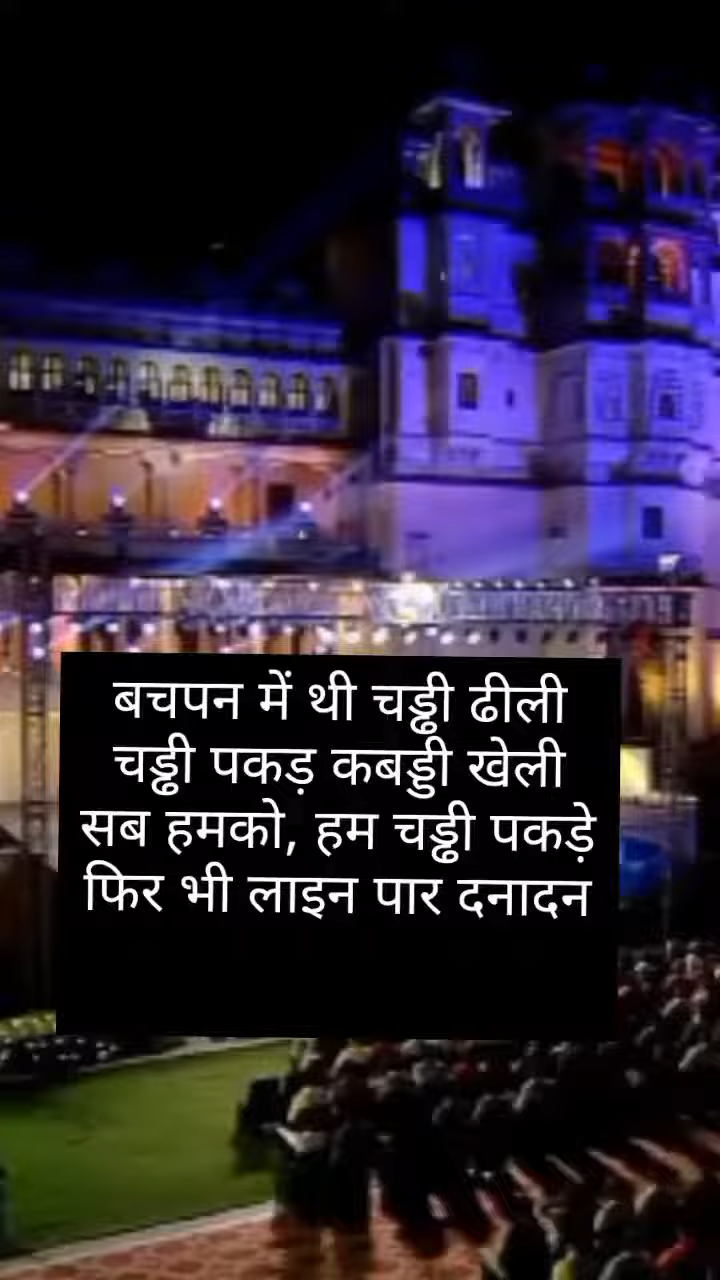 बचपन में थी चड्ढी ढीली
चड्ढी पकड़ कबड्डी खेली
सब हमको, हम चड्ढी पकड़े
फिर भी लाइन पार दनादन